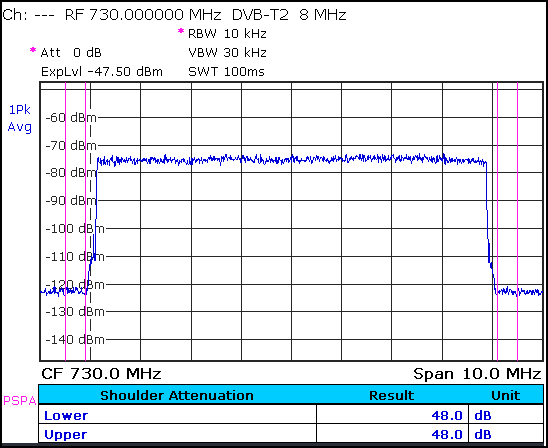 Ch: --- RF 730.000000 MHz DVB-T2 8 MHz
* RBW 10 kHz
* Att 0 dB VBW 30 kHz
ExpLvl -47.50 dBm SWT 100ms
1Pk
Avg
-60 dBm
-70 dBm
-80 dBm
-90 dBm
-100 dBm
-110 dBm
-120 dBm
-130 dBm
-140 dBm
CF 730.0 MHz Span 10.0 MHz
PSPA
Shoulder Attenuation Result Unit
Lower 48.0 dB
Upper 48.0 dB